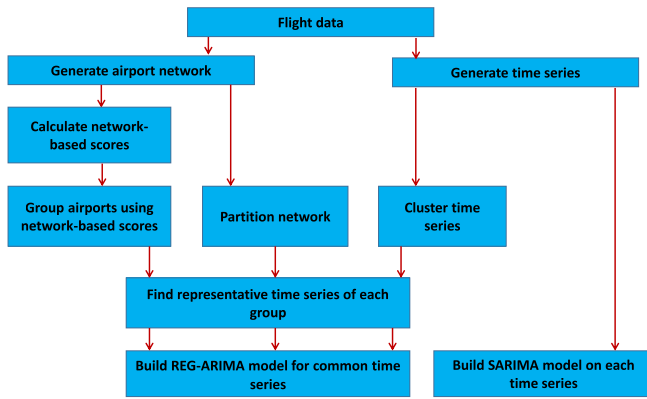 Flight data
Generate airport network
Generate time series
Calculate network-
based scores
Group airports using
network-based scores
Partition network
Cluster time
series
Find representative time series of each
group
Build REG-ARIMA model for common time
series
Build SARIMA model on each
time series